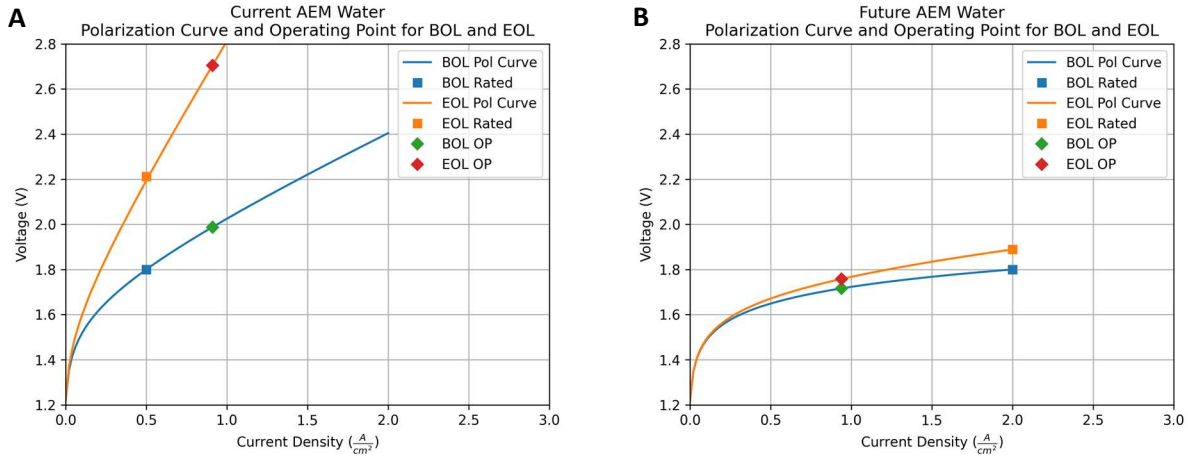 A
Current AEM Water
Polarization Curve and Operating Point for BOL and EOL
2.8
2.6
2.4
2.2
2.0
1.8
1.6
1.4
1.2
Voltage (V)
0.0 0.5 1.0 1.5 2.0 2.5 3.0
Current Density (A/cm²)
BOL Pol Curve
BOL Rated
EOL Pol Curve
EOL Rated
BOL OP
EOL OP
B
Future AEM Water
Polarization Curve and Operating Point for BOL and EOL
2.8
2.6
2.4
2.2
2.0
1.8
1.6
1.4
1.2
Voltage (V)
0.0 0.5 1.0 1.5 2.0 2.5 3.0
Current Density (A/cm²)
BOL Pol Curve
BOL Rated
EOL Pol Curve
EOL Rated
BOL OP
EOL OP